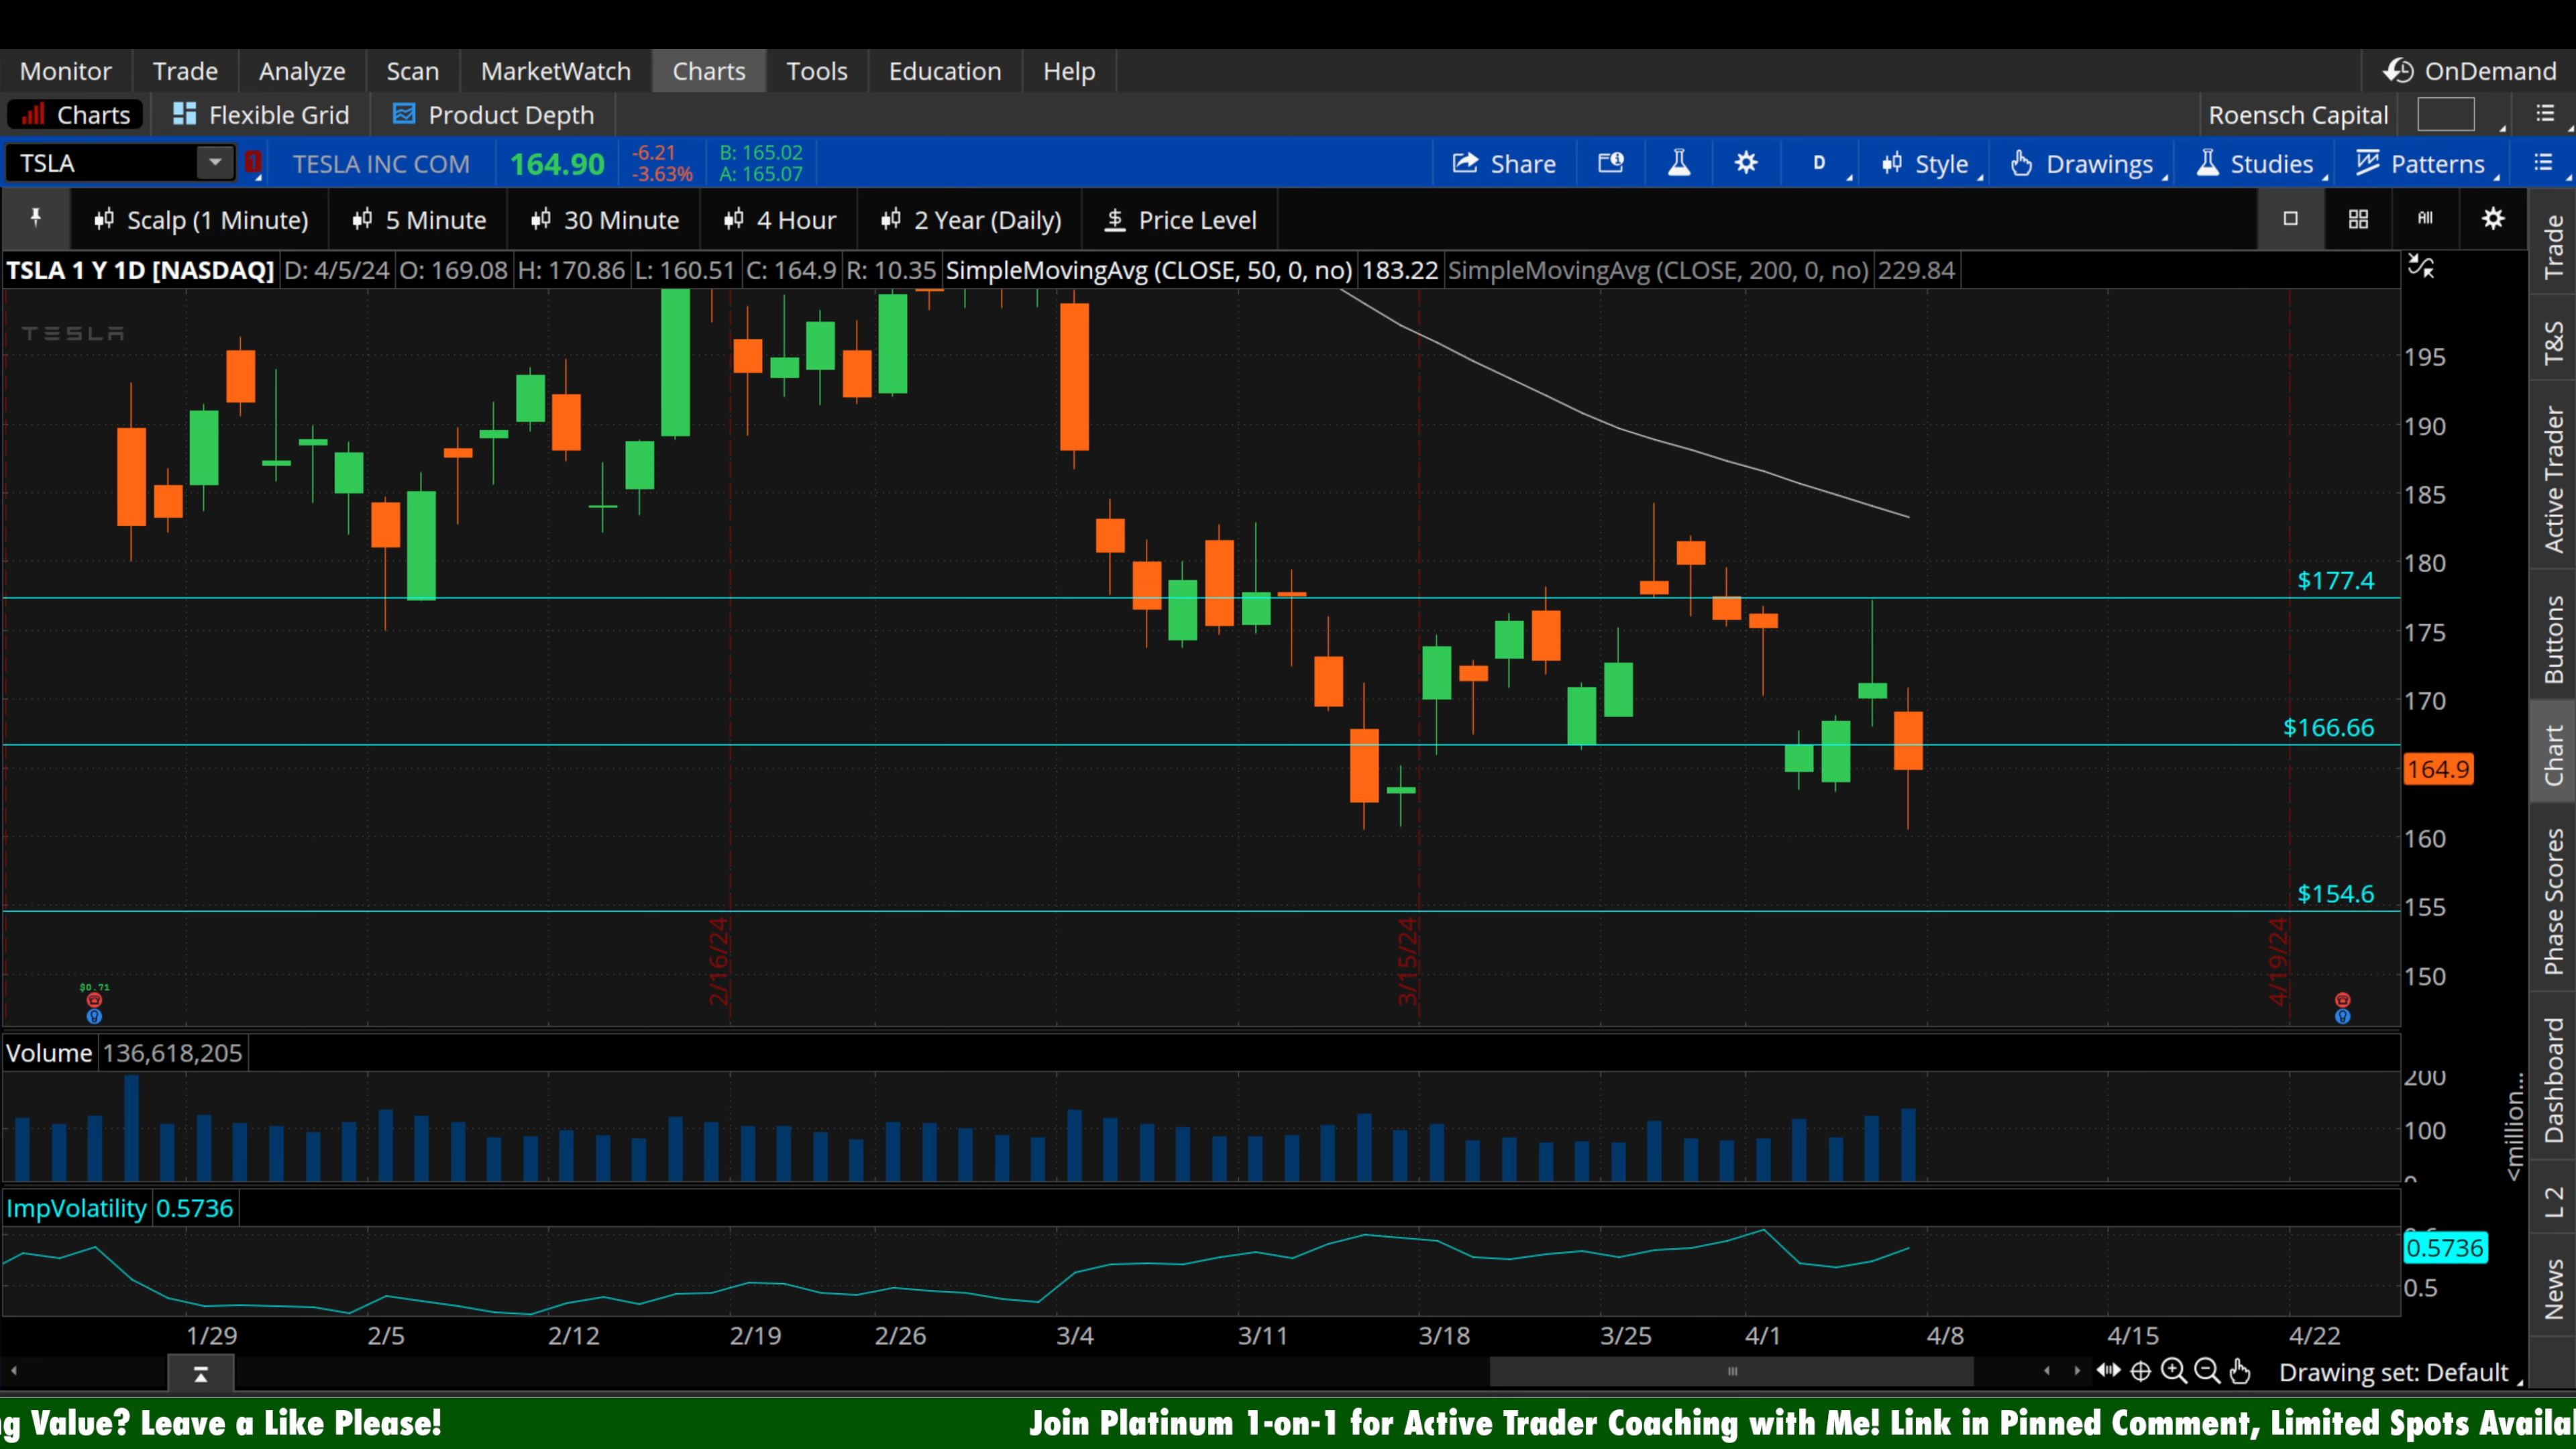 Monitor Trade Analyze Scan MarketWatch Charts Tools Education Help OnDemand
Charts Flexible Grid Product Depth Roensch Capital
TSLA 1 TESLA INC COM 164.90 -6.21 B: 165.02 Share D Style Drawings Studies Patterns
-3.63% A: 165.07
Scalp (1 Minute) 5 Minute 30 Minute 4 Hour 2 Year (Daily) Price Level All
TSLA 1 Y 1D [NASDAQ] D: 4/5/24 O: 169.08 H: 170.86 L: 160.51 C: 164.9 R: 10.35 SimpleMovingAvg (CLOSE, 50, 0, no) 183.22 SimpleMovingAvg (CLOSE, 200, 0, no) 229.84
TESLA
195
190
185
180
$177.4
175
170
$166.66
164.9
160
$154.6
155
150
2/16/24
3/15/24
4/19/24
$0.71
Volume 136,618,205
200
100
0
<million...
ImpVolatility 0.5736
0.6
0.5736
0.5
1/29 2/5 2/12 2/19 2/26 3/4 3/11 3/18 3/25 4/1 4/8 4/15 4/22
Drawing set: Default
Trade
T&S
Active Trader
Buttons
Chart
Phase Scores
Dashboard
L 2
News
g Value? Leave a Like Please! Join Platinum 1-on-1 for Active Trader Coaching with Me! Link in Pinned Comment, Limited Spots Availa